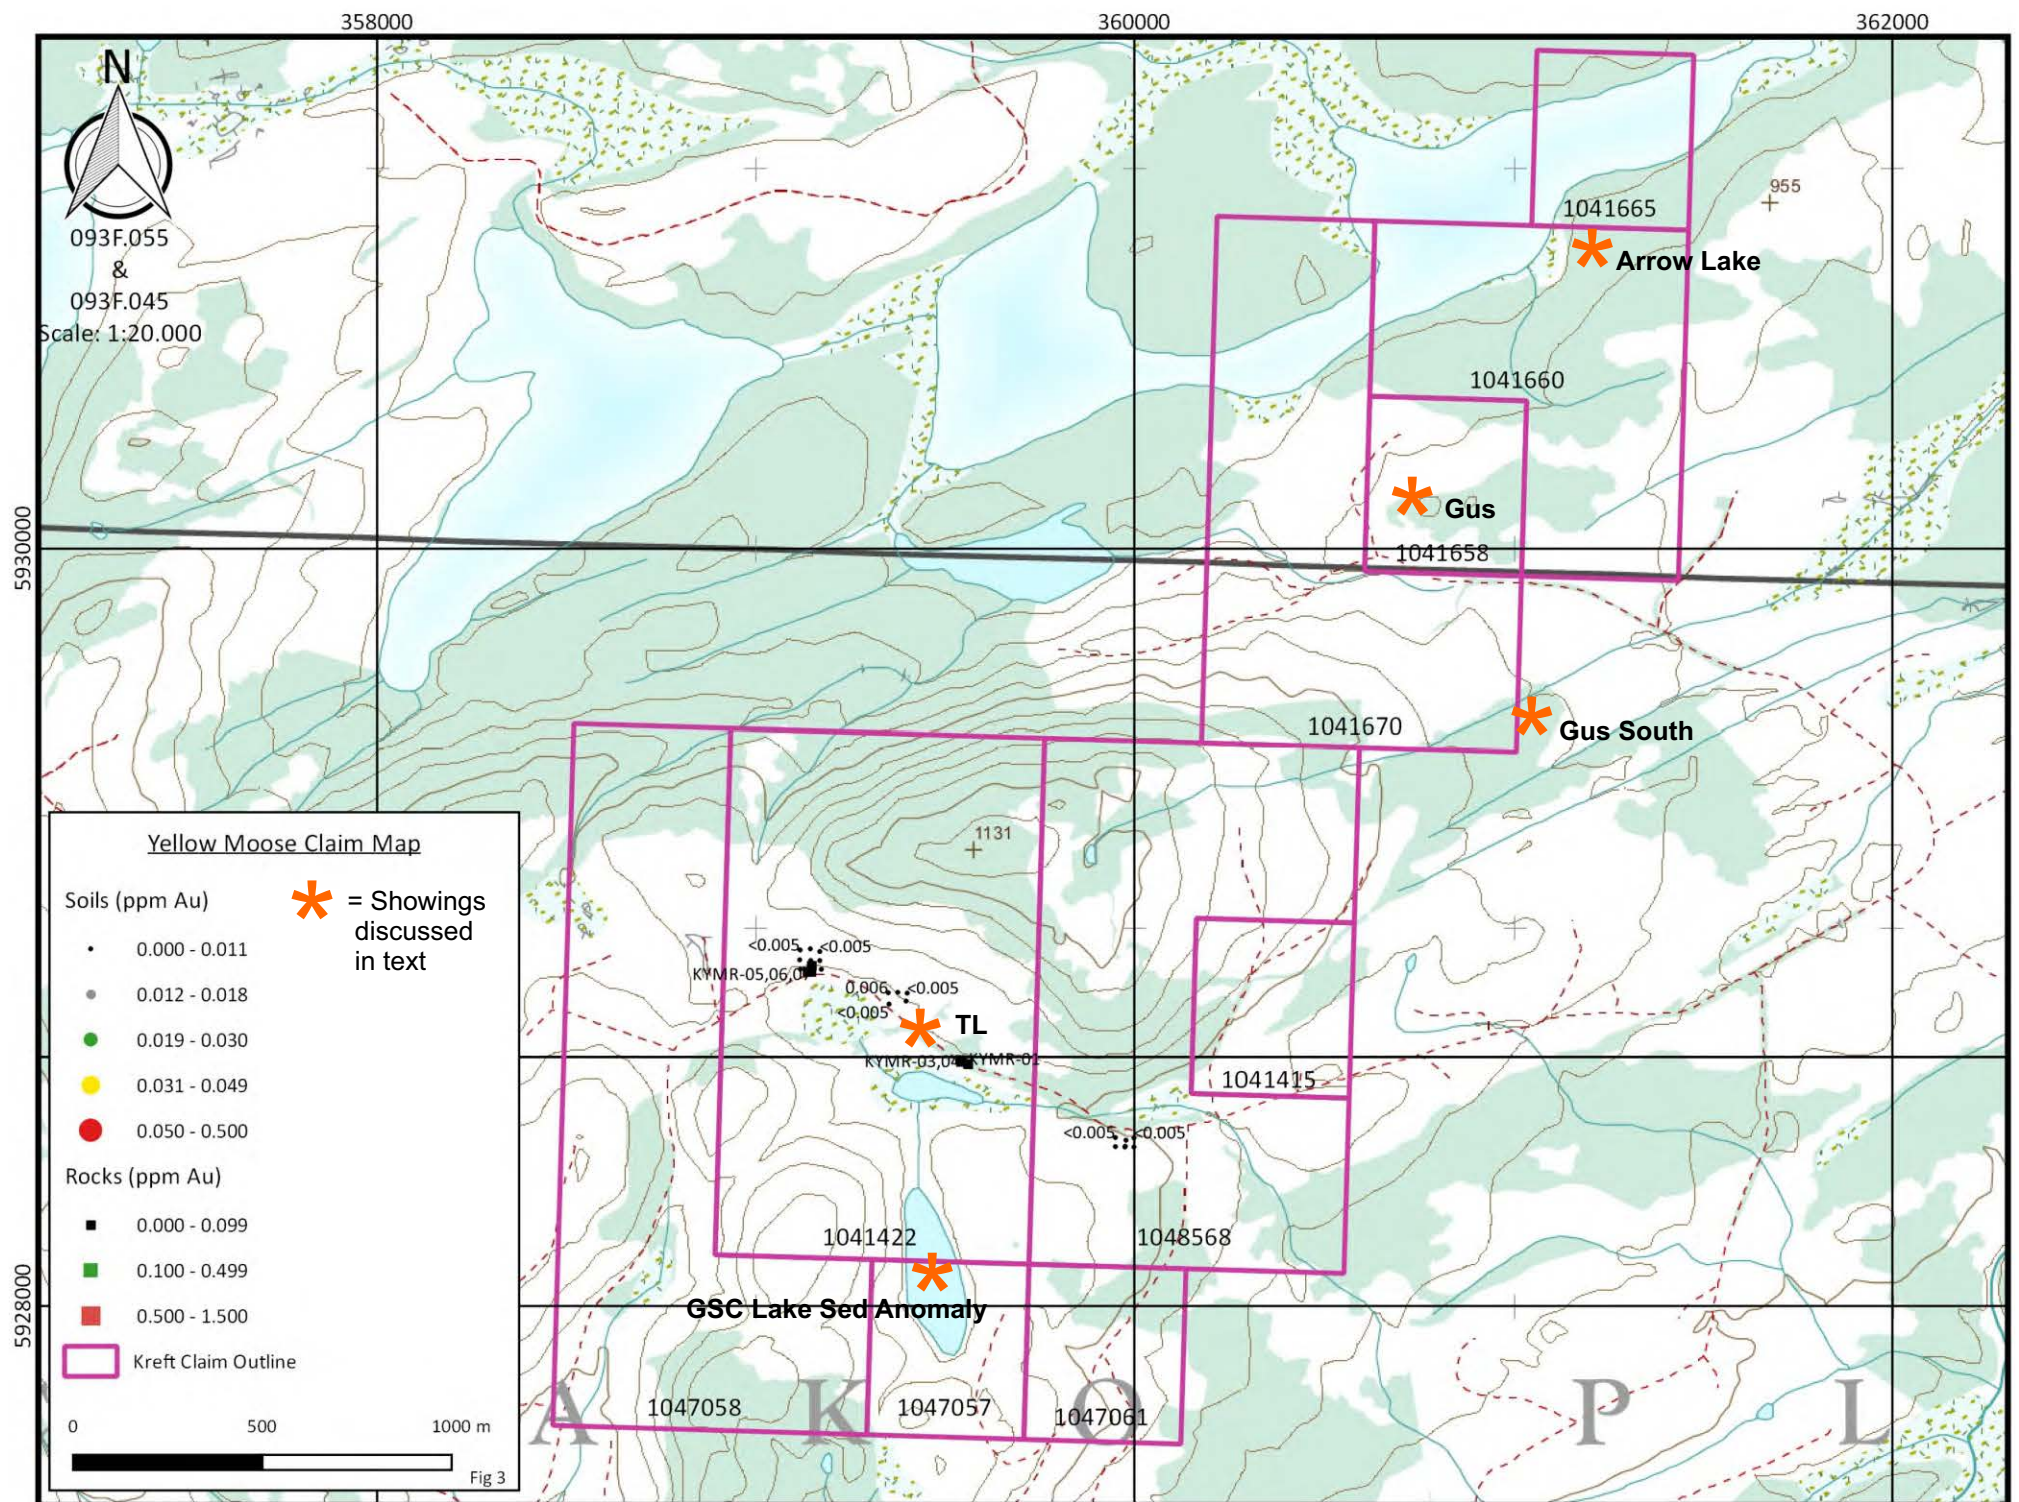 358000
360000
362000
N
093F.055
&
093F.045
Scale: 1:20.000
955
1041665
Arrow Lake
1041660
Gus
1041658
5930000
1041670
Gus South
1131
Yellow Moose Claim Map
Soils (ppm Au)
= Showings
discussed
in text
0.000 - 0.011
0.012 - 0.018
0.019 - 0.030
0.031 - 0.049
0.050 - 0.500
Rocks (ppm Au)
0.000 - 0.099
0.100 - 0.499
0.500 - 1.500
Kreft Claim Outline
0 500 1000 m
Fig 3
<0.005 <0.005
KYMR-05,06,
0.006 <0.005
<0.005
TL
KYMR-03,04 KYMR-01
1041415
<0.005 <0.005
1041422
1048568
5928000
GSC Lake Sed Anomaly
1047058
1047057
1047061
A K O P L